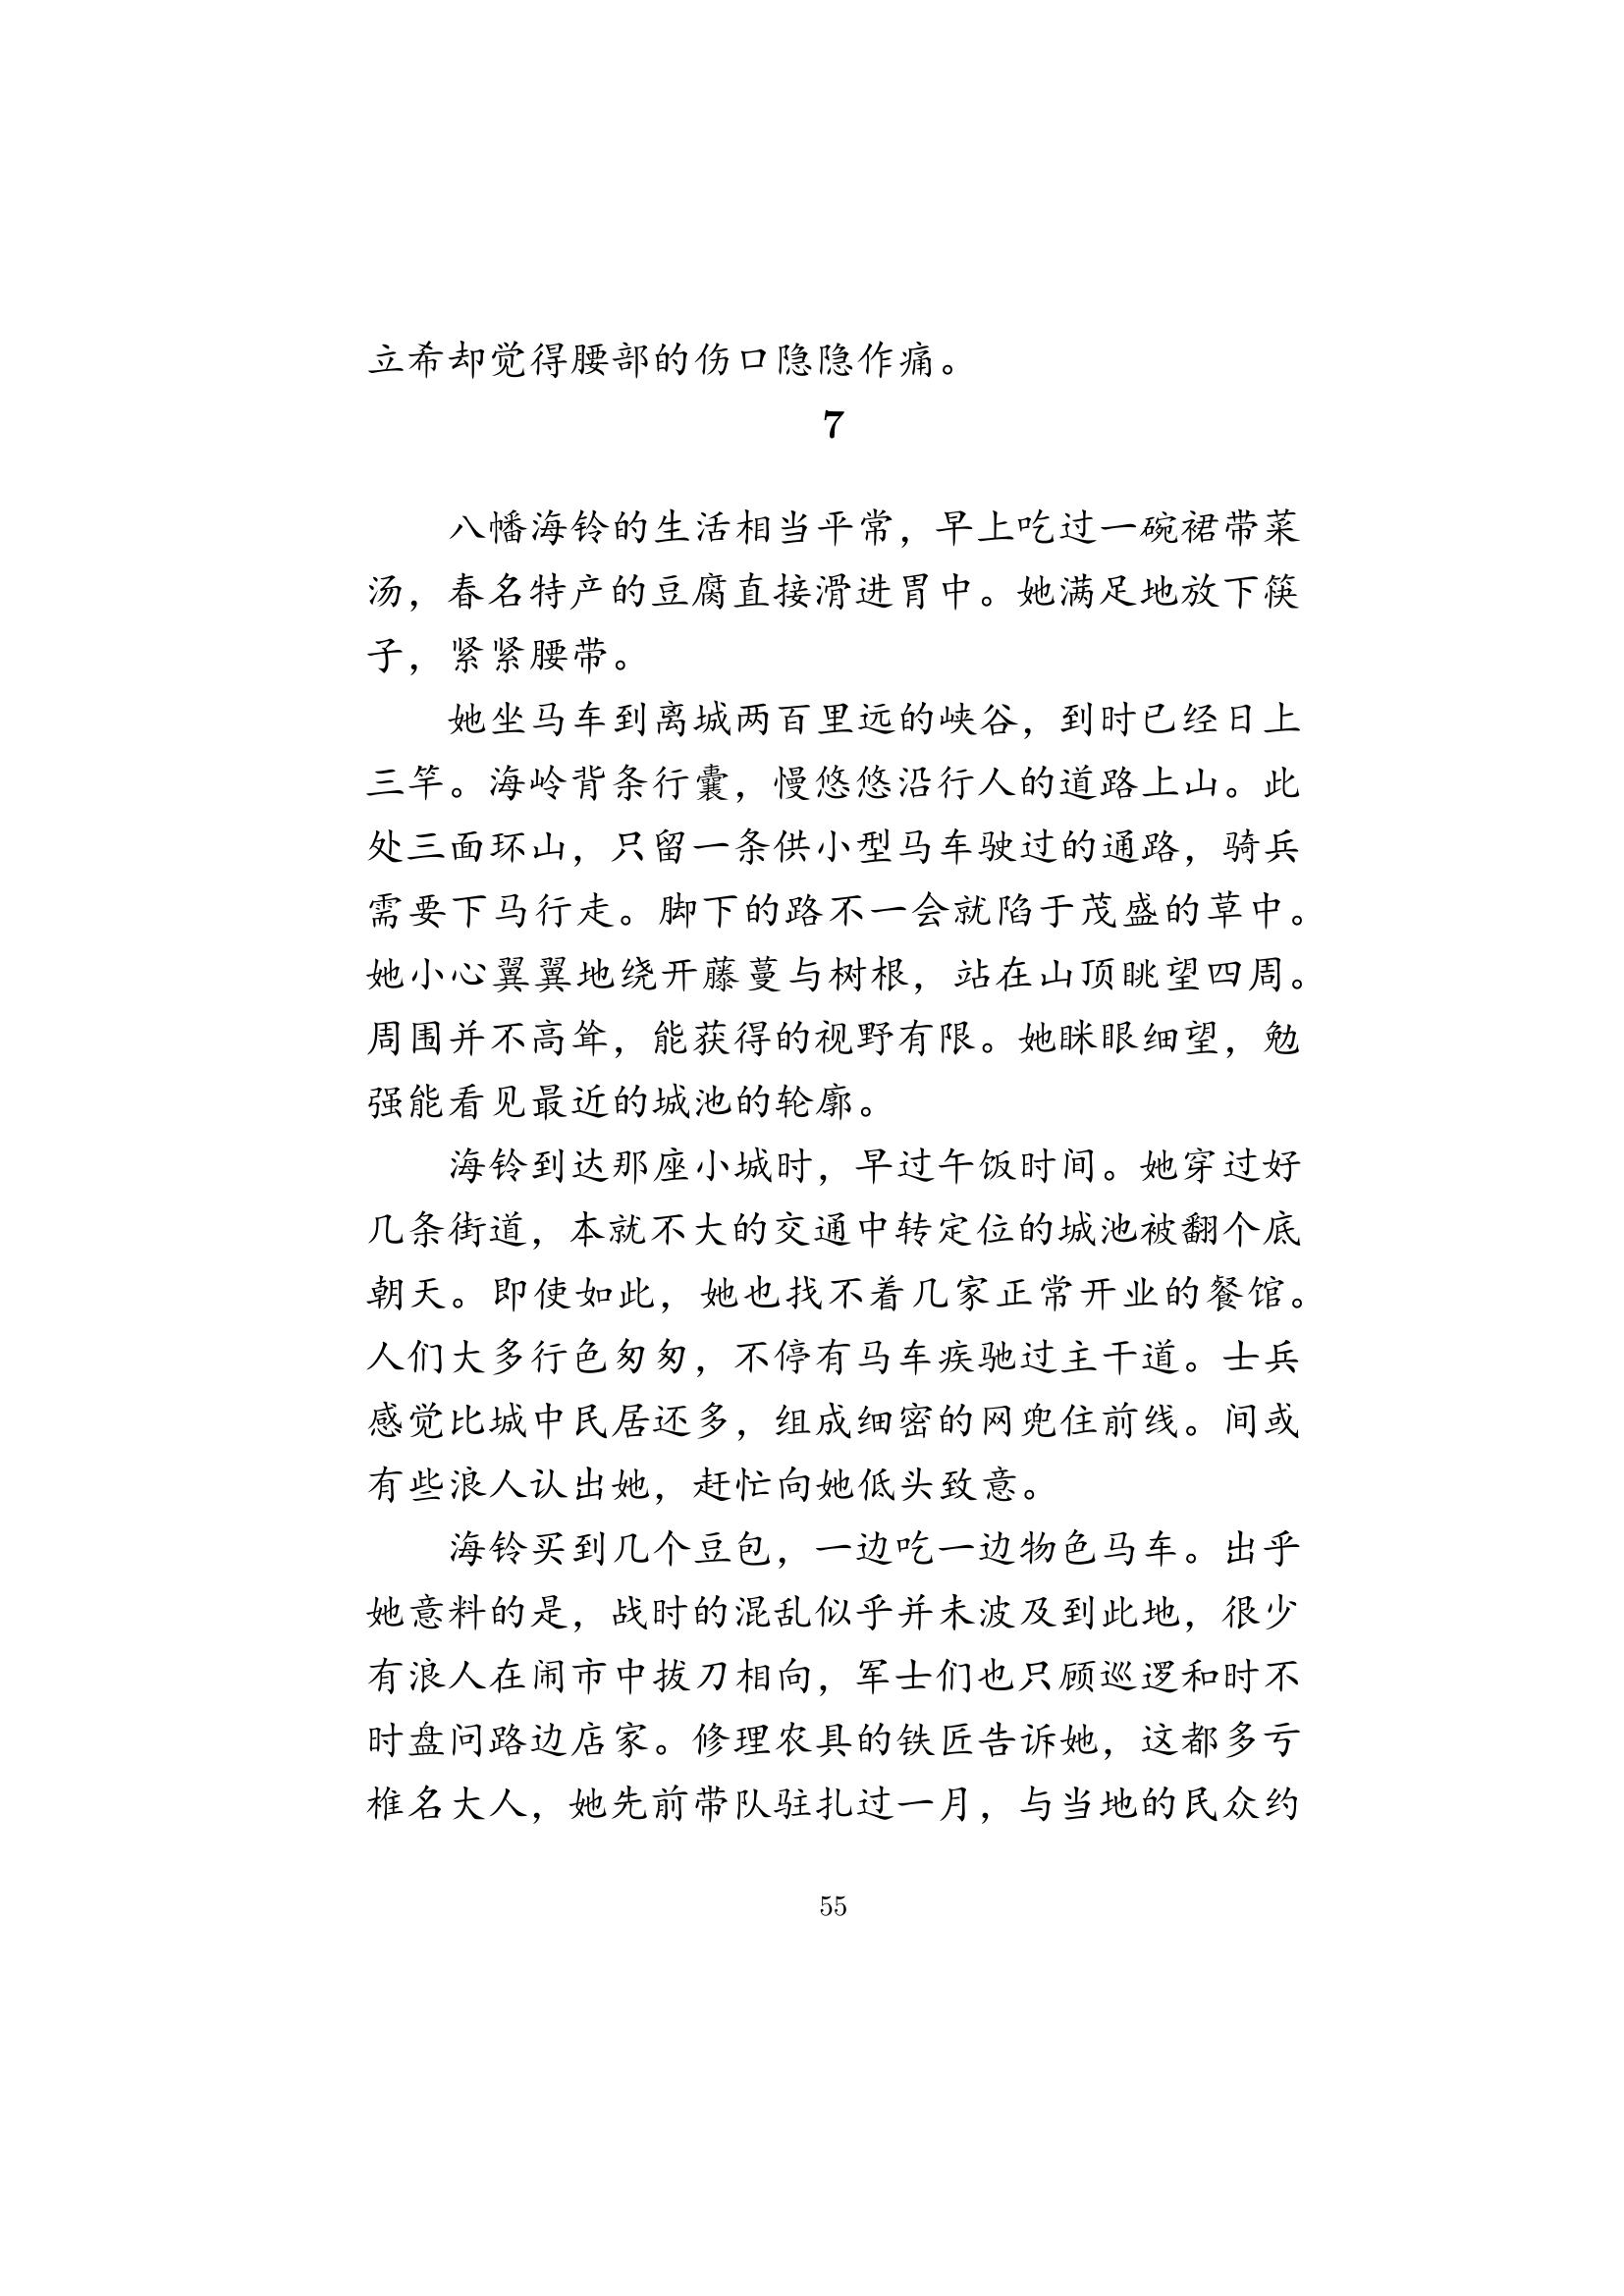 立希却觉得腰部的伤口隐隐作痛。
7
八幡海铃的生活相当平常，早上吃过一碗裙带菜
汤，春名特产的豆腐直接滑进胃中。她满足地放下筷
子，紧紧腰带。
她坐马车到离城两百里远的峡谷，到时已经日上
三竿。海岭背条行囊，慢悠悠沿行人的道路上山。此
处三面环山，只留一条供小型马车驶过的通路，骑兵
需要下马行走。脚下的路不一会就陷于茂盛的草中。
她小心翼翼地绕开藤蔓与树根，站在山顶眺望四周。
周围并不高耸，能获得的视野有限。她眯眼细望，勉
强能看见最近的城池的轮廓。
海铃到达那座小城时，早过午饭时间。她穿过好
几条街道，本就不大的交通中转定位的城池被翻个底
朝天。即使如此，她也找不着几家正常开业的餐馆。
人们大多行色匆匆，不停有马车疾驰过主干道。士兵
感觉比城中民居还多，组成细密的网兜住前线。间或
有些浪人认出她，赶忙向她低头致意。
海铃买到几个豆包，一边吃一边物色马车。出乎
她意料的是，战时的混乱似乎并未波及到此地，很少
有浪人在闹市中拔刀相向，军士们也只顾巡逻和时不
时盘问路边店家。修理农具的铁匠告诉她，这都多亏
椎名大人，她先前带队驻扎过一月，与当地的民众约
55